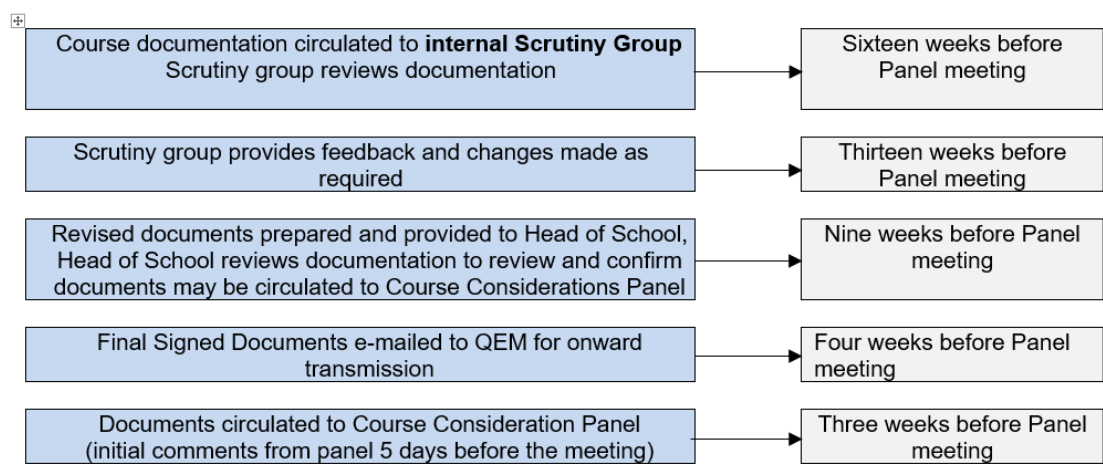 Course documentation circulated to internal Scrutiny Group
Scrutiny group reviews documentation
Sixteen weeks before
Panel meeting
Scrutiny group provides feedback and changes made as
required
Thirteen weeks before
Panel meeting
Revised documents prepared and provided to Head of School,
Head of School reviews documentation to review and confirm
documents may be circulated to Course Considerations Panel
Nine weeks before Panel
meeting
Final Signed Documents e-mailed to QEM for onward
transmission
Four weeks before Panel
meeting
Documents circulated to Course Consideration Panel
(initial comments from panel 5 days before the meeting)
Three weeks before Panel
meeting